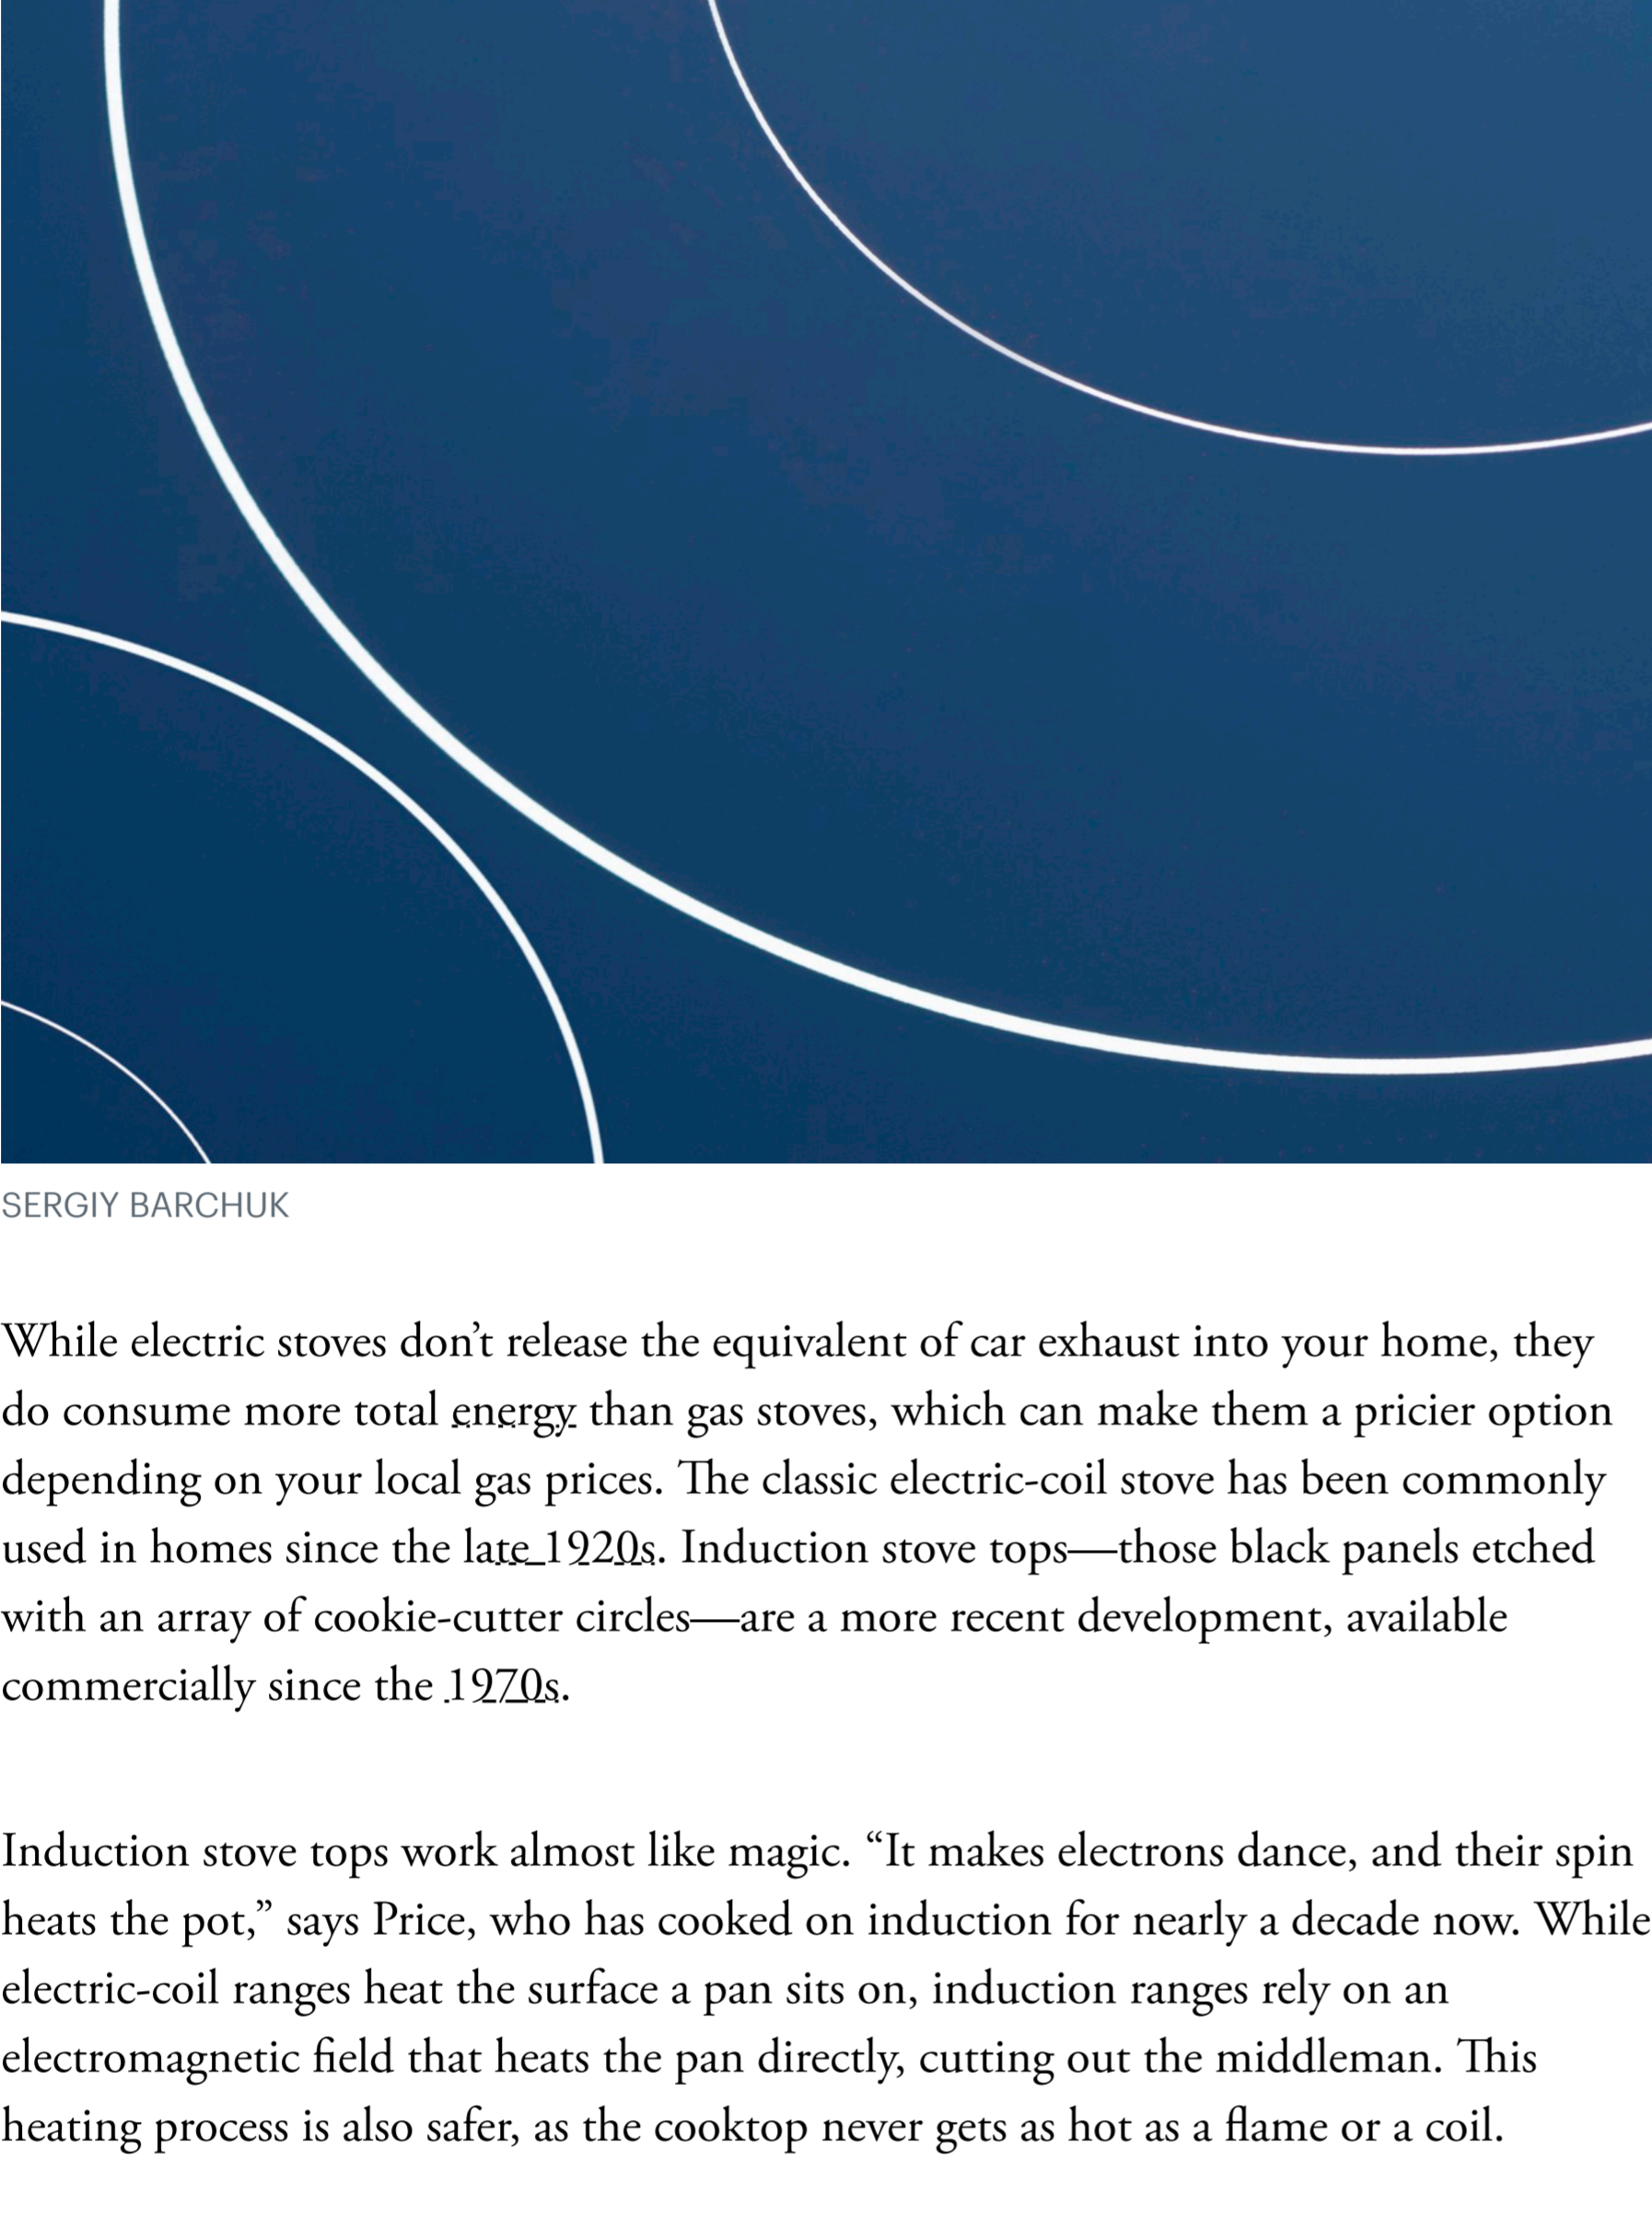 SERGIY BARCHUK
While electric stoves don’t release the equivalent of car exhaust into your home, they
do consume more total energy than gas stoves, which can make them a pricier option
depending on your local gas prices. The classic electric-coil stove has been commonly
used in homes since the late 1920s. Induction stove tops—those black panels etched
with an array of cookie-cutter circles—are a more recent development, available
commercially since the 1970s.
Induction stove tops work almost like magic. “It makes electrons dance, and their spin
heats the pot,” says Price, who has cooked on induction for nearly a decade now. While
electric-coil ranges heat the surface a pan sits on, induction ranges rely on an
electromagnetic field that heats the pan directly, cutting out the middleman. This
heating process is also safer, as the cooktop never gets as hot as a flame or a coil.